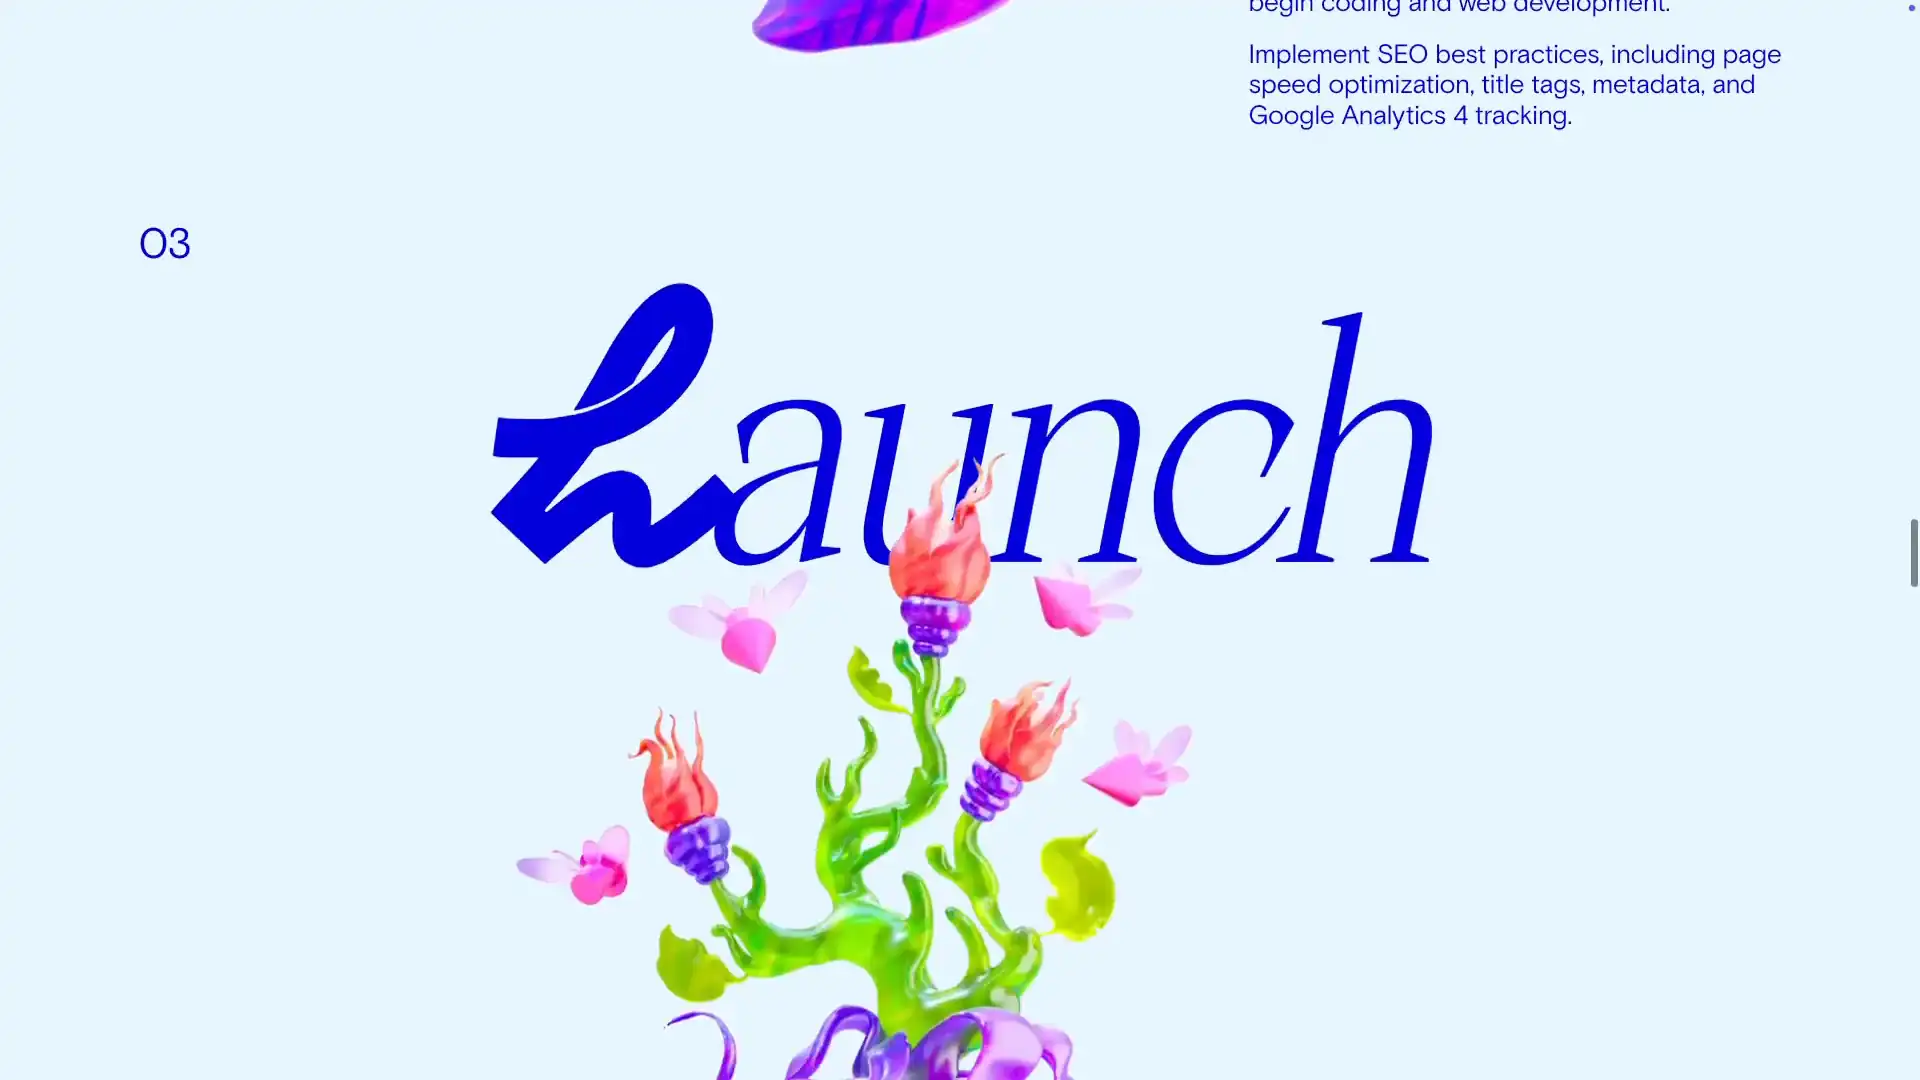 begin coding and web development.
Implement SEO best practices, including page
speed optimization, title tags, metadata, and
Google Analytics 4 tracking.
03
Launch